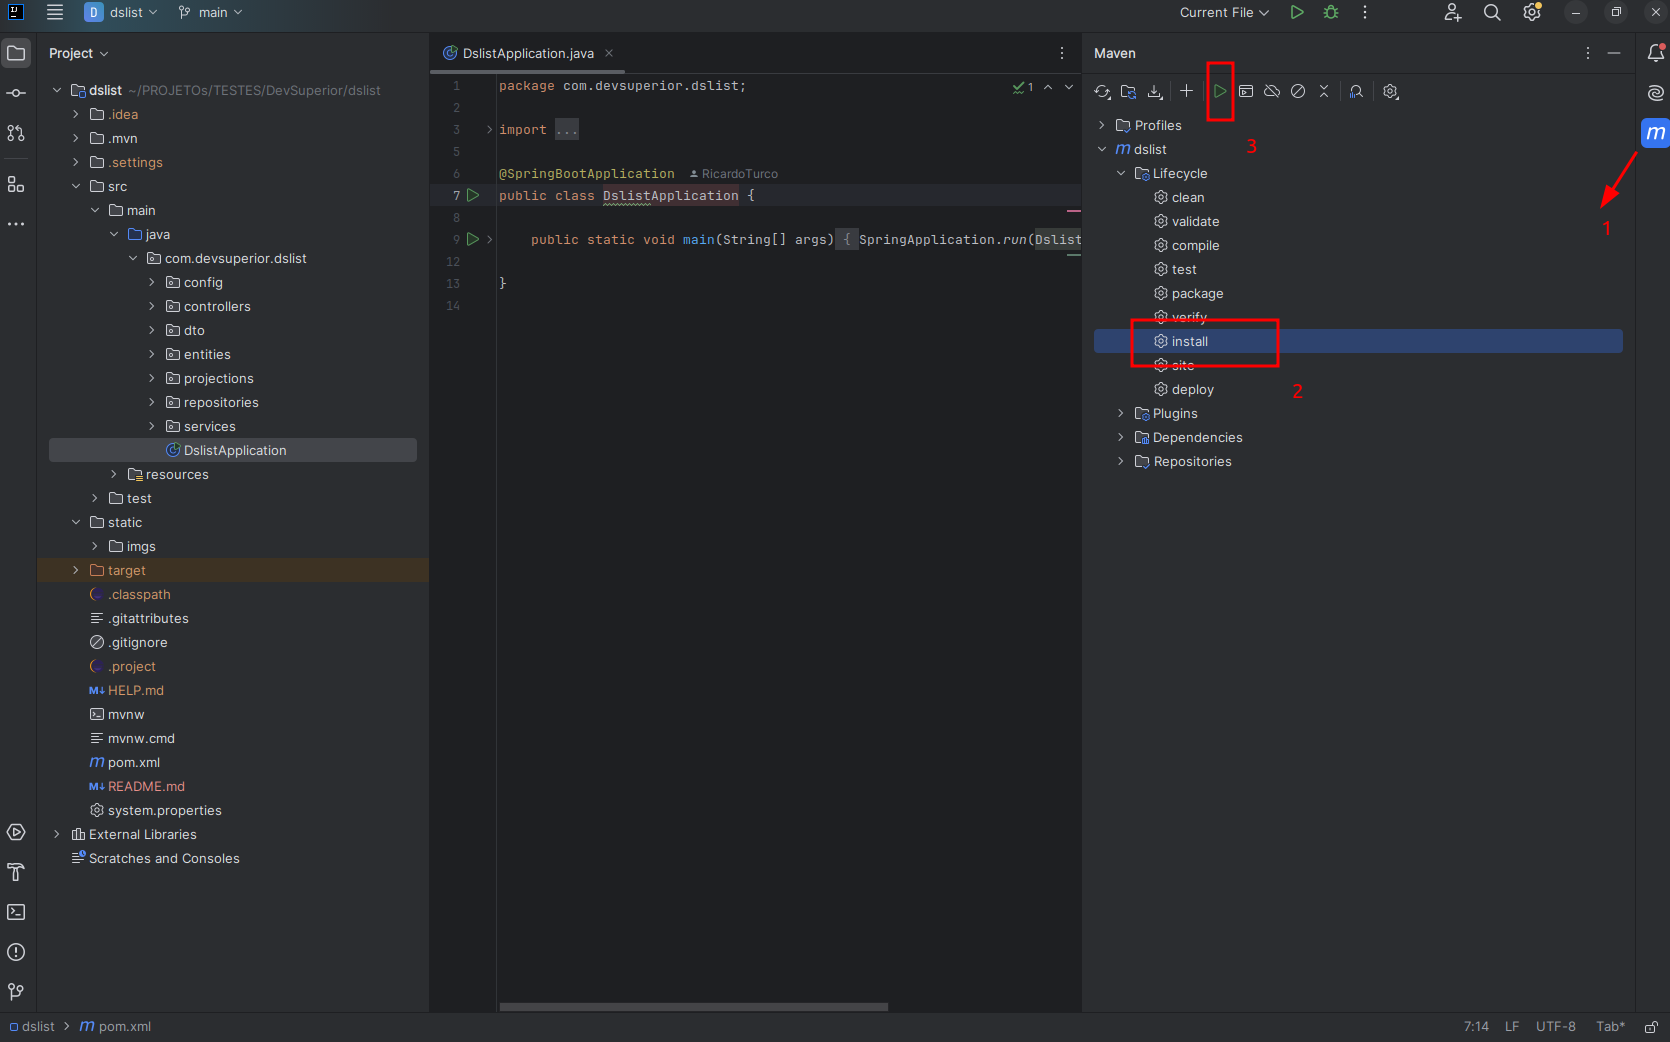 D dslist
main
Current File
Project
DslistApplication.java
Maven
dslist ~/PROJETOs/TESTES/DevSuperior/dslist
.idea
.mvn
.settings
src
main
java
com.devsuperior.dslist
config
controllers
dto
entities
projections
repositories
services
DslistApplication
resources
test
static
imgs
target
.classpath
.gitattributes
.gitignore
.project
M↓ HELP.md
mvnw
mvnw.cmd
m pom.xml
M↓ README.md
system.properties
External Libraries
Scratches and Consoles
1 package com.devsuperior.dslist;
1
2
3 import ...
5
6 @SpringBootApplication RicardoTurco
7 public class DslistApplication {
8
9 public static void main(String[] args) { SpringApplication.run(Dslist
12
13 }
14
3
Profiles
m dslist
Lifecycle
clean
validate
compile
test
package
verify
install
site
deploy
Plugins
Dependencies
Repositories
2
m
1
dslist > m pom.xml
7:14 LF UTF-8 Tab*